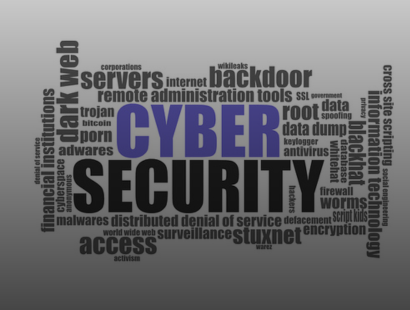 corporations
wikileaks
servers
internet
backdoor
remote administration tools
SSL
government
dark web
trojan
bitcoin
porn
adwares
CYBER
root
data
spoofing
data dump
keylogger
antivirus
privacy
cross site scripting
information technology
social engineering
blackhat
whitehat
database
denial of service
financial institutions
cyberspace
anonymous
SECURITY
hackers
firewall
worms
script kids
malwares
distributed denial of service
defacement
encryption
world wide web
surveillance
stuxnet
access
activism
warez